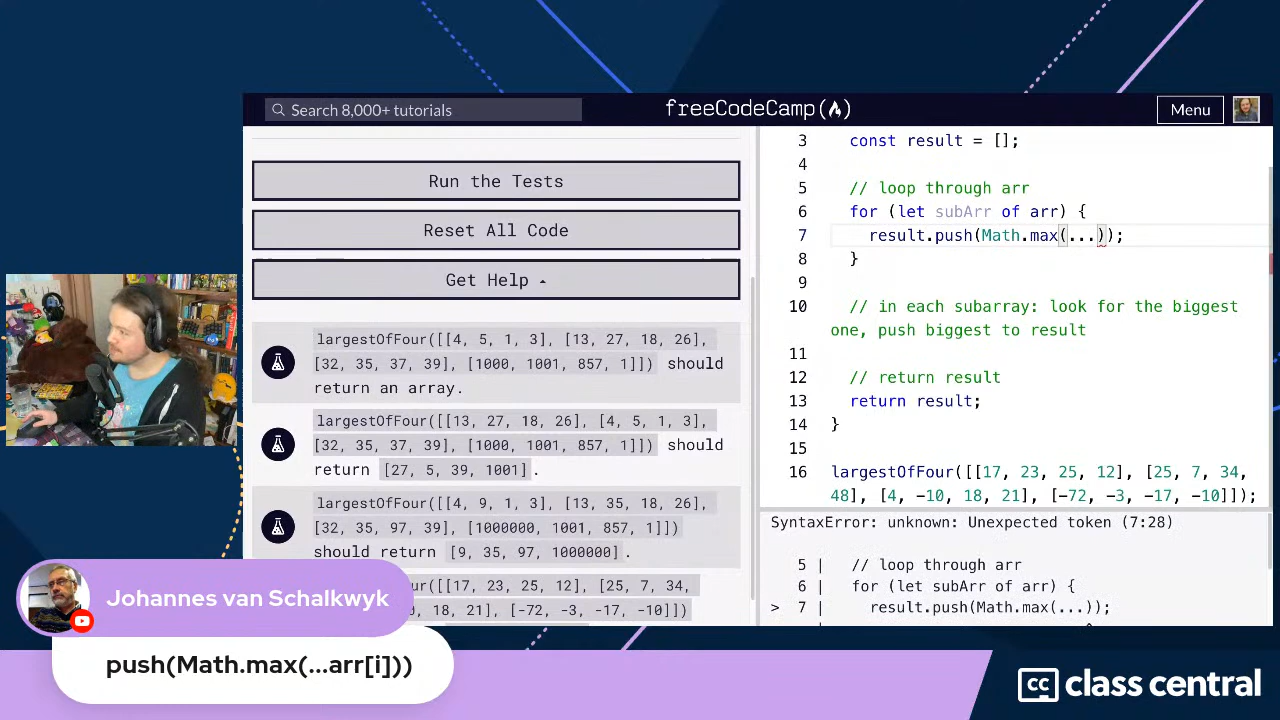 Search 8,000+ tutorials
freeCodeCamp
Menu
Run the Tests
Reset All Code
Get Help
largestOfFour([[4, 5, 1, 3], [13, 27, 18, 26],
[32, 35, 37, 39], [1000, 1001, 857, 1]]) should
return an array.
largestOfFour([[13, 27, 18, 26], [4, 5, 1, 3],
[32, 35, 37, 39], [1000, 1001, 857, 1]]) should
return [27, 5, 39, 1001].
largestOfFour([[4, 9, 1, 3], [13, 35, 18, 26],
[32, 35, 97, 39], [1000000, 1001, 857, 1]])
should return [9, 35, 97, 1000000].
[[17, 23, 25, 12], [25, 7, 34,
18, 21], [-72, -3, -17, -10]])
3 const result = [];
4
5 // loop through arr
6 for (let subArr of arr) {
7 result.push(Math.max(...));
8 }
9
10 // in each subarray: look for the biggest
one, push biggest to result
11
12 // return result
13 return result;
14 }
15
16 largestOfFour([[17, 23, 25, 12], [25, 7, 34,
48], [4, -10, 18, 21], [-72, -3, -17, -10]]);
SyntaxError: unknown: Unexpected token (7:28)
5 | // loop through arr
6 | for (let subArr of arr) {
> 7 | result.push(Math.max(...));
Johannes van Schalkwyk
push(Math.max(...arr[i]))
cc class central